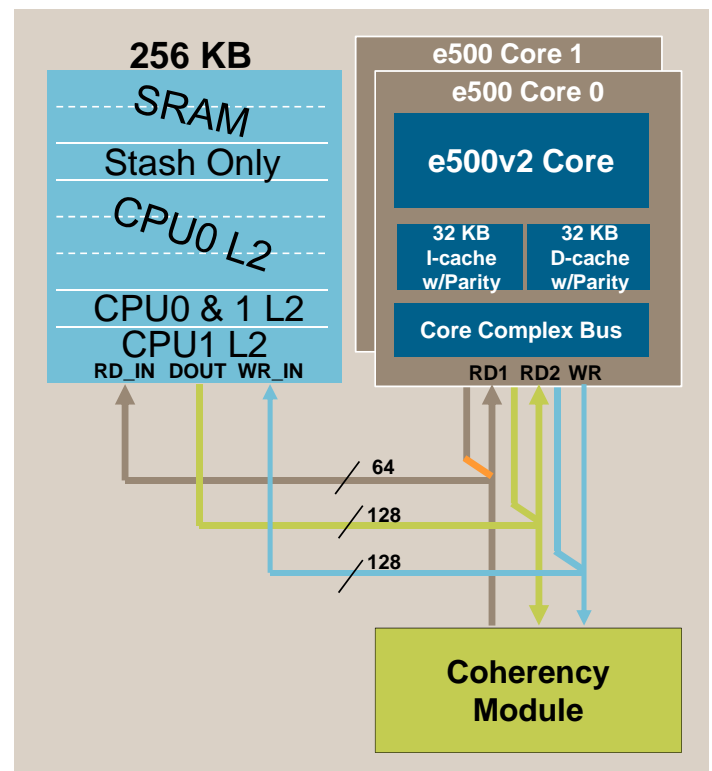 256 KB
SRAM
Stash Only
CPU0 L2
CPU0 & 1 L2
CPU1 L2
RD_IN DOUT WR_IN
e500 Core 1
e500 Core 0
e500v2 Core
32 KB
I-cache
w/Parity
32 KB
D-cache
w/Parity
Core Complex Bus
RD1 RD2 WR
64
128
128
Coherency
Module